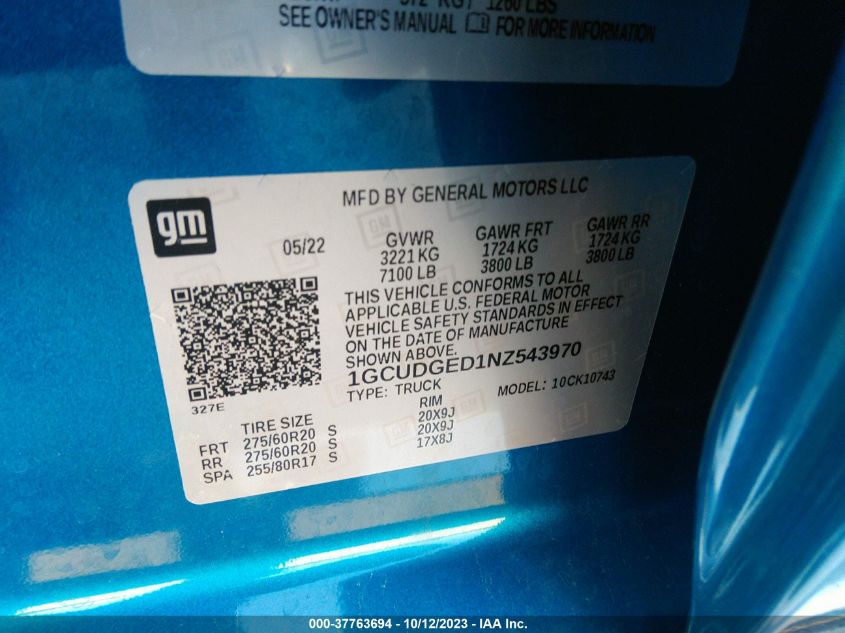 572 KG 1260 LBS
SEE OWNER'S MANUAL FOR MORE INFORMATION
gm
MFD BY GENERAL MOTORS LLC
05/22
GVWR GAWR FRT GAWR RR
3221 KG 1724 KG 1724 KG
7100 LB 3800 LB 3800 LB
THIS VEHICLE CONFORMS TO ALL
APPLICABLE U.S. FEDERAL MOTOR
VEHICLE SAFETY STANDARDS IN EFFECT
ON THE DATE OF MANUFACTURE
SHOWN ABOVE.
1GCUDGED1NZ543970
TYPE: TRUCK MODEL: 10CK10743
327E
TIRE SIZE RIM
FRT 275/60R20 S 20X9J
RR 275/60R20 S 20X9J
SPA 255/80R17 S 17X8J
000-37763694 - 10/12/2023 - IAA Inc.